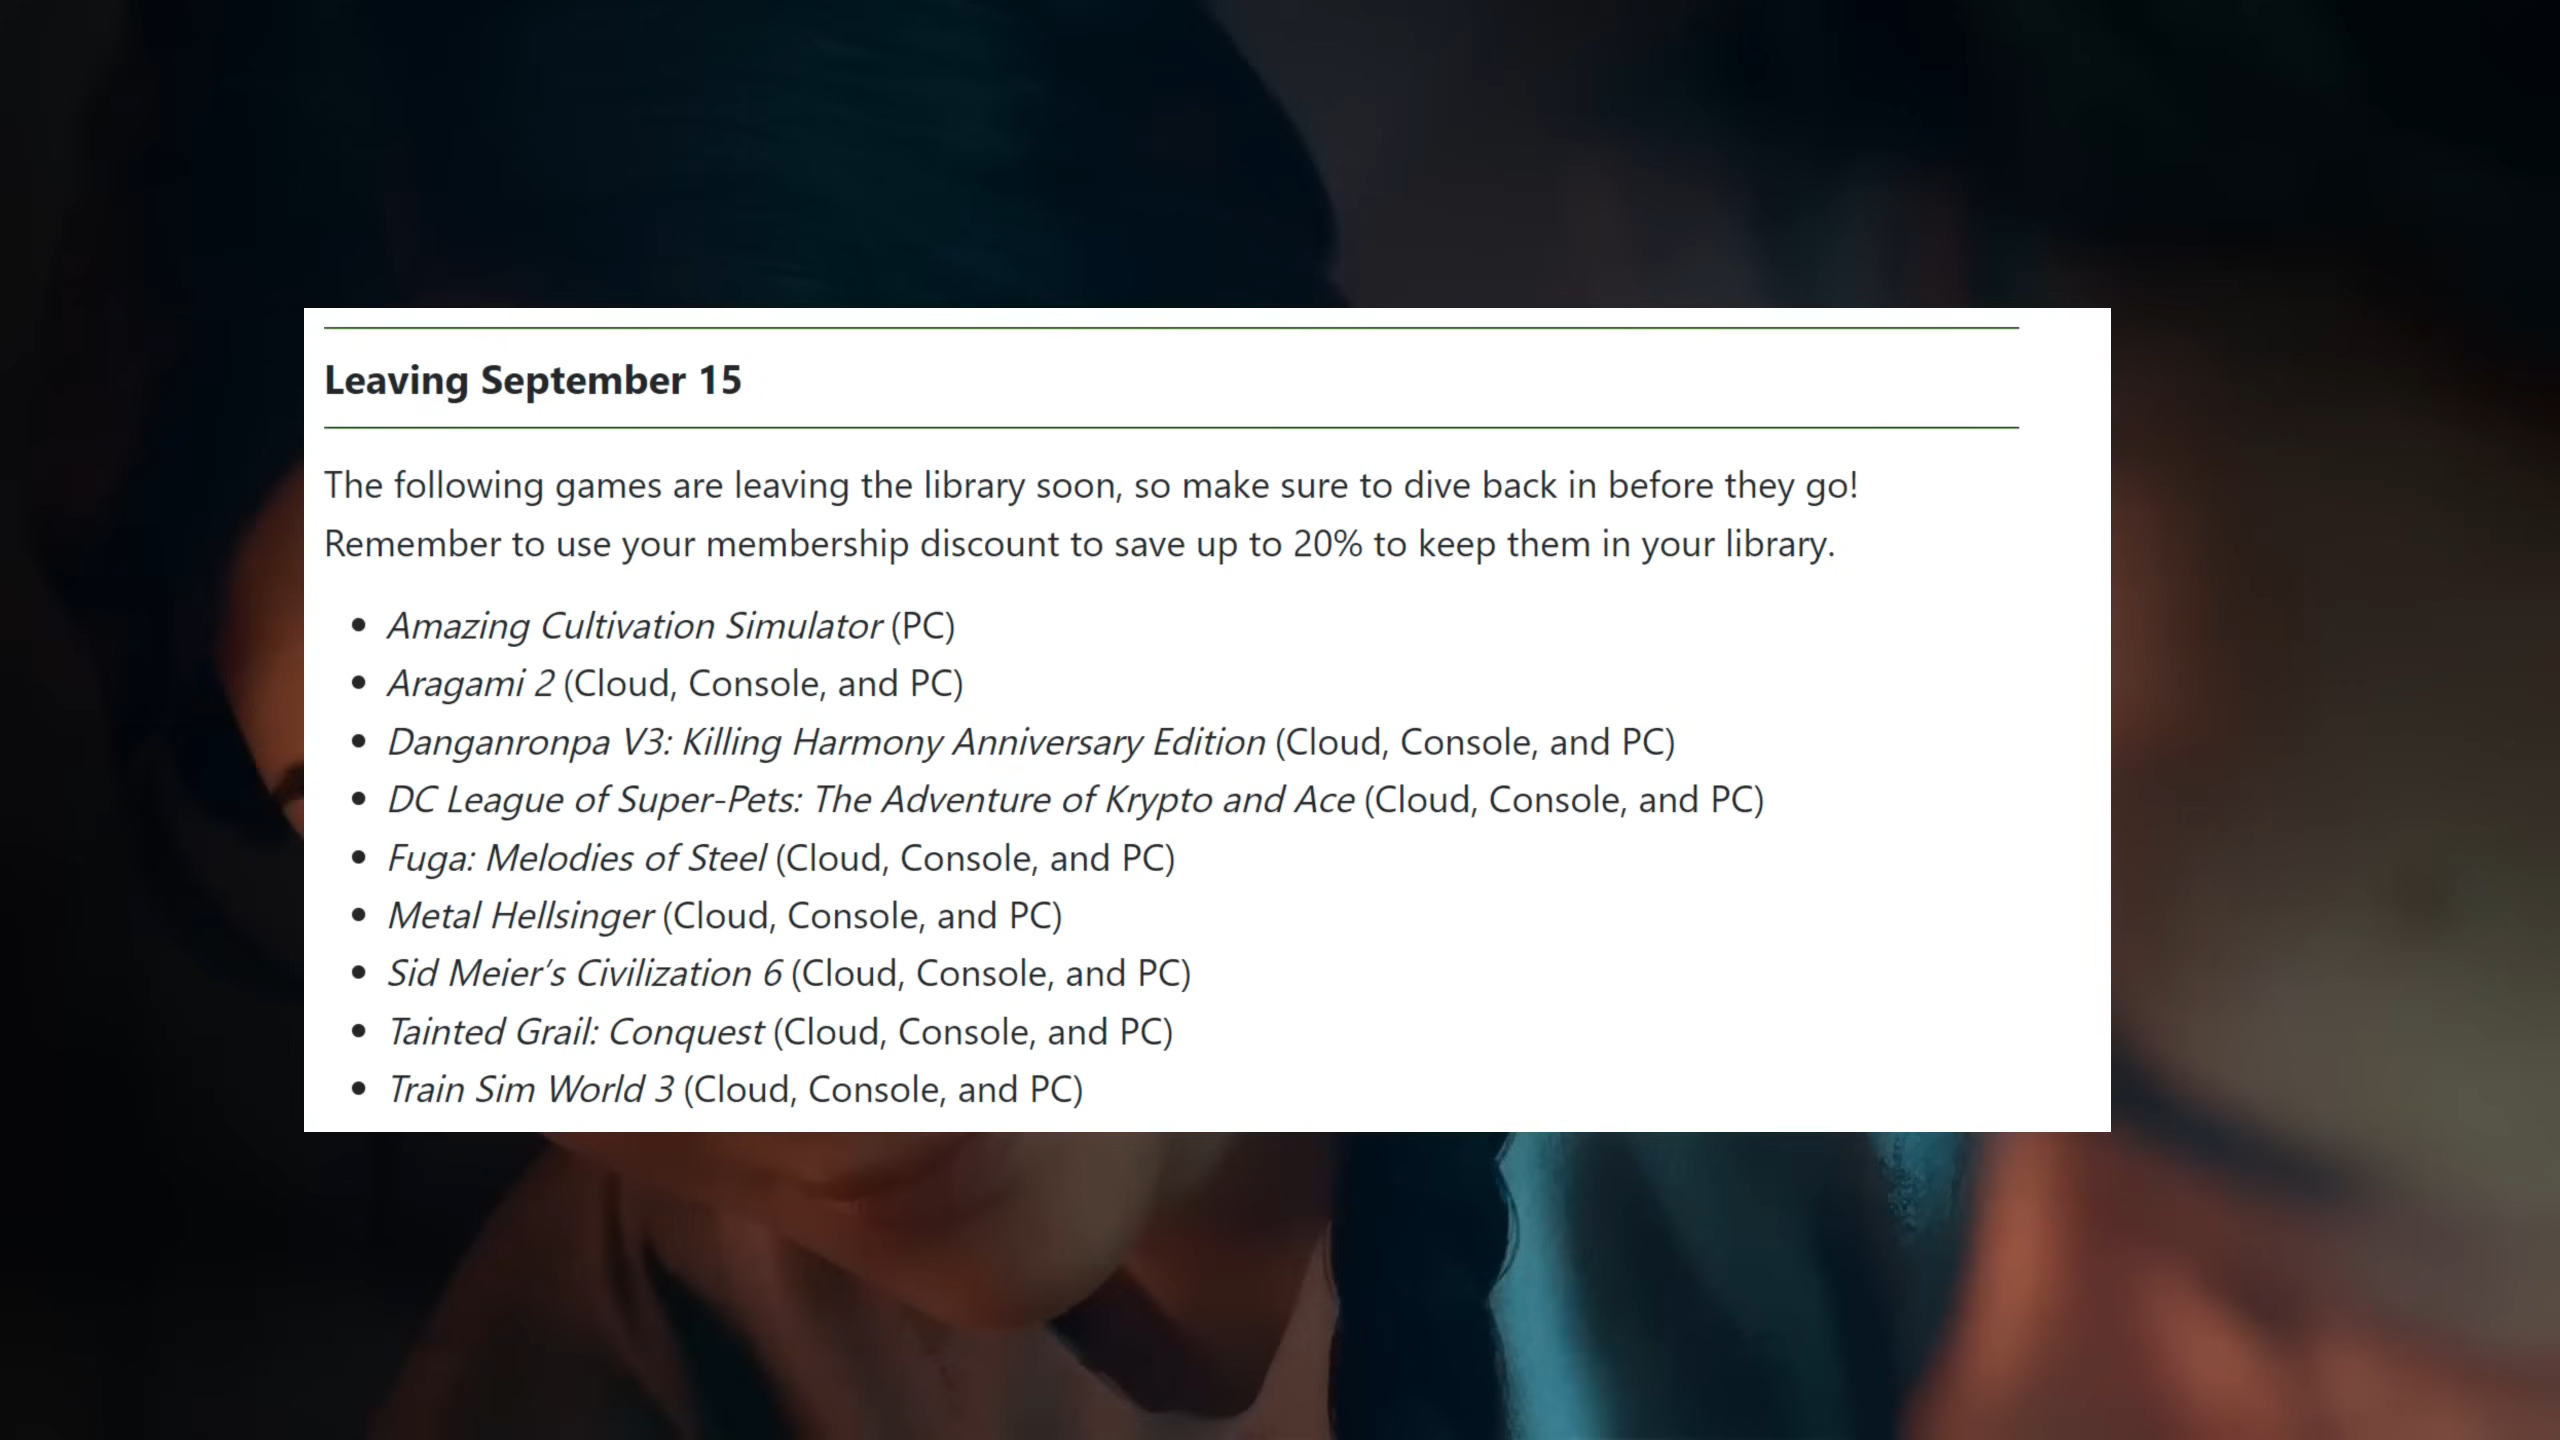 Leaving September 15
The following games are leaving the library soon, so make sure to dive back in before they go!
Remember to use your membership discount to save up to 20% to keep them in your library.
• Amazing Cultivation Simulator (PC)
• Aragami 2 (Cloud, Console, and PC)
• Danganronpa V3: Killing Harmony Anniversary Edition (Cloud, Console, and PC)
• DC League of Super-Pets: The Adventure of Krypto and Ace (Cloud, Console, and PC)
• Fuga: Melodies of Steel (Cloud, Console, and PC)
• Metal Hellsinger (Cloud, Console, and PC)
• Sid Meier’s Civilization 6 (Cloud, Console, and PC)
• Tainted Grail: Conquest (Cloud, Console, and PC)
• Train Sim World 3 (Cloud, Console, and PC)